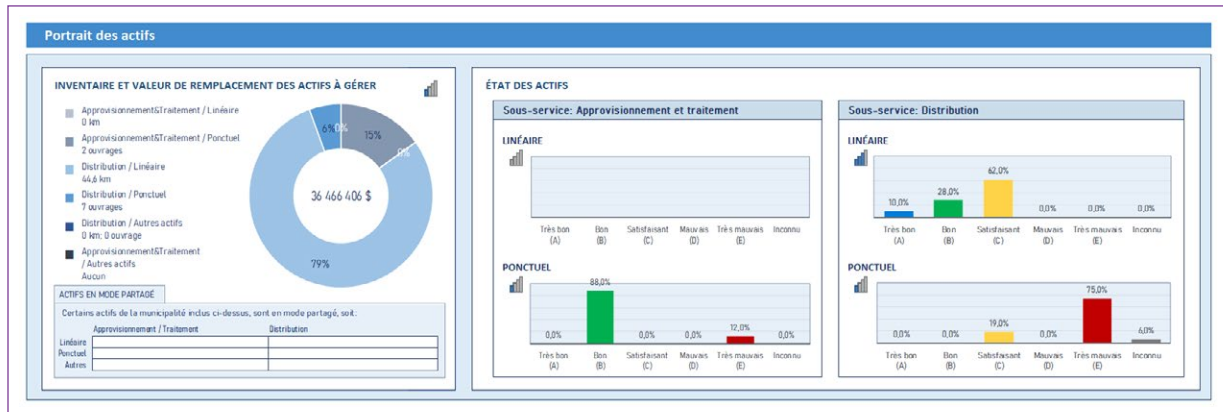 Portrait des actifs
INVENTAIRE ET VALEUR DE REMPLACEMENT DES ACTIFS À GÉRER
Approvisionnement&Traitement / Linéaire
0 km
Approvisionnement&Traitement / Ponctuel
2 ouvrages
Distribution / Linéaire
44,6 km
Distribution / Ponctuel
7 ouvrages
Distribution / Autres actifs
0 km; 0 ouvrage
Approvisionnement&Traitement
/ Autres actifs
Aucun
6% 0%
15%
0%
36 466 406 $
79%
ACTIFS EN MODE PARTAGÉ
Certains actifs de la municipalité inclus ci-dessus, sont en mode partagé, soit:
Approvisionnement / Traitement Distribution
Linéaire
Ponctuel
Autres
ÉTAT DES ACTIFS
Sous-service: Approvisionnement et traitement
LINÉAIRE
Très bon Bon Satisfaisant Mauvais Très mauvais Inconnu
(A) (B) (C) (D) (E)
PONCTUEL
88,0%
0,0% 0,0% 0,0% 12,0% 0,0%
Très bon Bon Satisfaisant Mauvais Très mauvais Inconnu
(A) (B) (C) (D) (E)
Sous-service: Distribution
LINÉAIRE
62,0%
28,0%
10,0% 0,0% 0,0% 0,0%
Très bon Bon Satisfaisant Mauvais Très mauvais Inconnu
(A) (B) (C) (D) (E)
PONCTUEL
75,0%
0,0% 0,0% 19,0% 0,0% 6,0%
Très bon Bon Satisfaisant Mauvais Très mauvais Inconnu
(A) (B) (C) (D) (E)